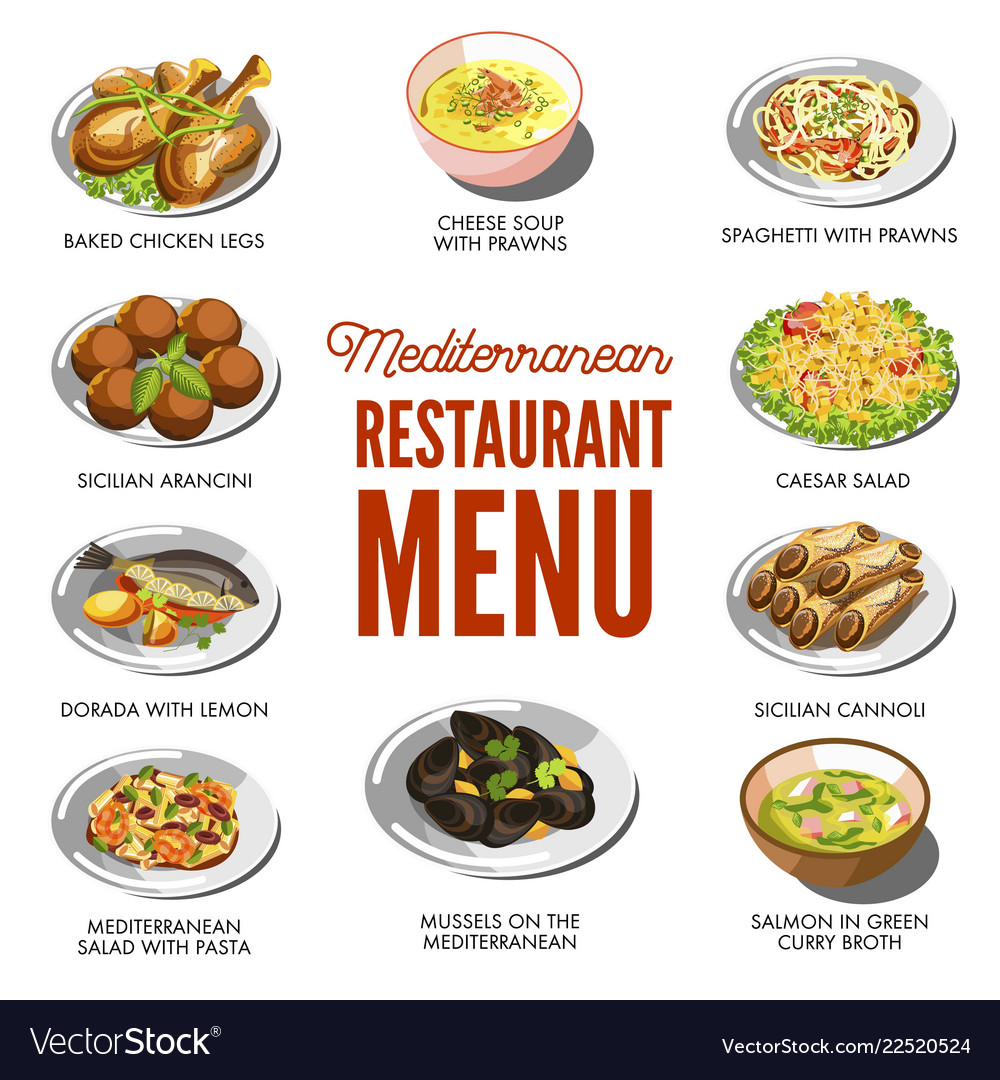 BAKED CHICKEN LEGS
CHEESE SOUP
WITH PRAWNS
SPAGHETTI WITH PRAWNS
Mediterranean
RESTAURANT
MENU
SICILIAN ARANCINI
CAESAR SALAD
DORADA WITH LEMON
SICILIAN CANNOLI
MEDITERRANEAN
SALAD WITH PASTA
MUSSELS ON THE
MEDITERRANEAN
SALMON IN GREEN
CURRY BROTH
VectorStock®
VectorStock.com/22520524